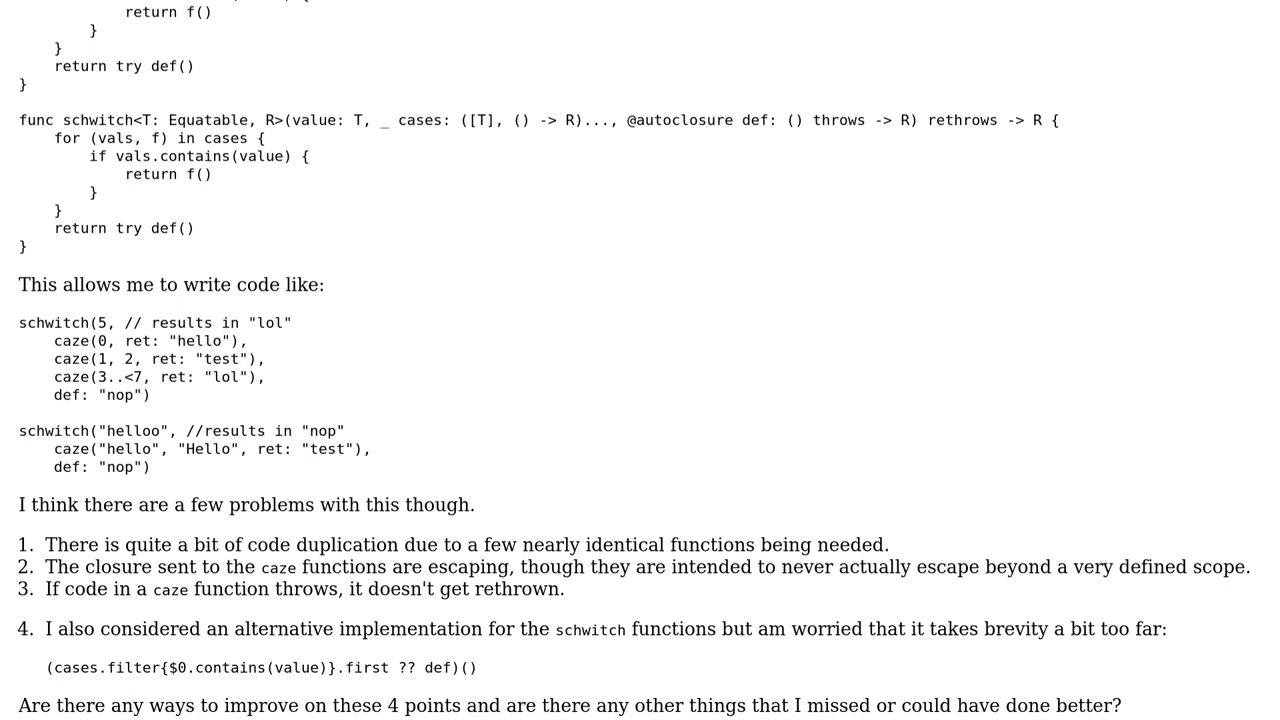 return f()
}
}
return try def()
}
func schwitch<T: Equatable, R>(value: T, _ cases: ([T], () -> R)..., @autoclosure def: () throws -> R) rethrows -> R {
for (vals, f) in cases {
if vals.contains(value) {
return f()
}
}
return try def()
}
This allows me to write code like:
schwitch(5, // results in "lol"
caze(0, ret: "hello"),
caze(1, 2, ret: "test"),
caze(3..<7, ret: "lol"),
def: "nop")
schwitch("helloo", //results in "nop"
caze("hello", "Hello", ret: "test"),
def: "nop")
I think there are a few problems with this though.
1. There is quite a bit of code duplication due to a few nearly identical functions being needed.
2. The closure sent to the caze functions are escaping, though they are intended to never actually escape beyond a very defined scope.
3. If code in a caze function throws, it doesn't get rethrown.
4. I also considered an alternative implementation for the schwitch functions but am worried that it takes brevity a bit too far:
(cases.filter{$0.contains(value)}.first ?? def)()
Are there any ways to improve on these 4 points and are there any other things that I missed or could have done better?